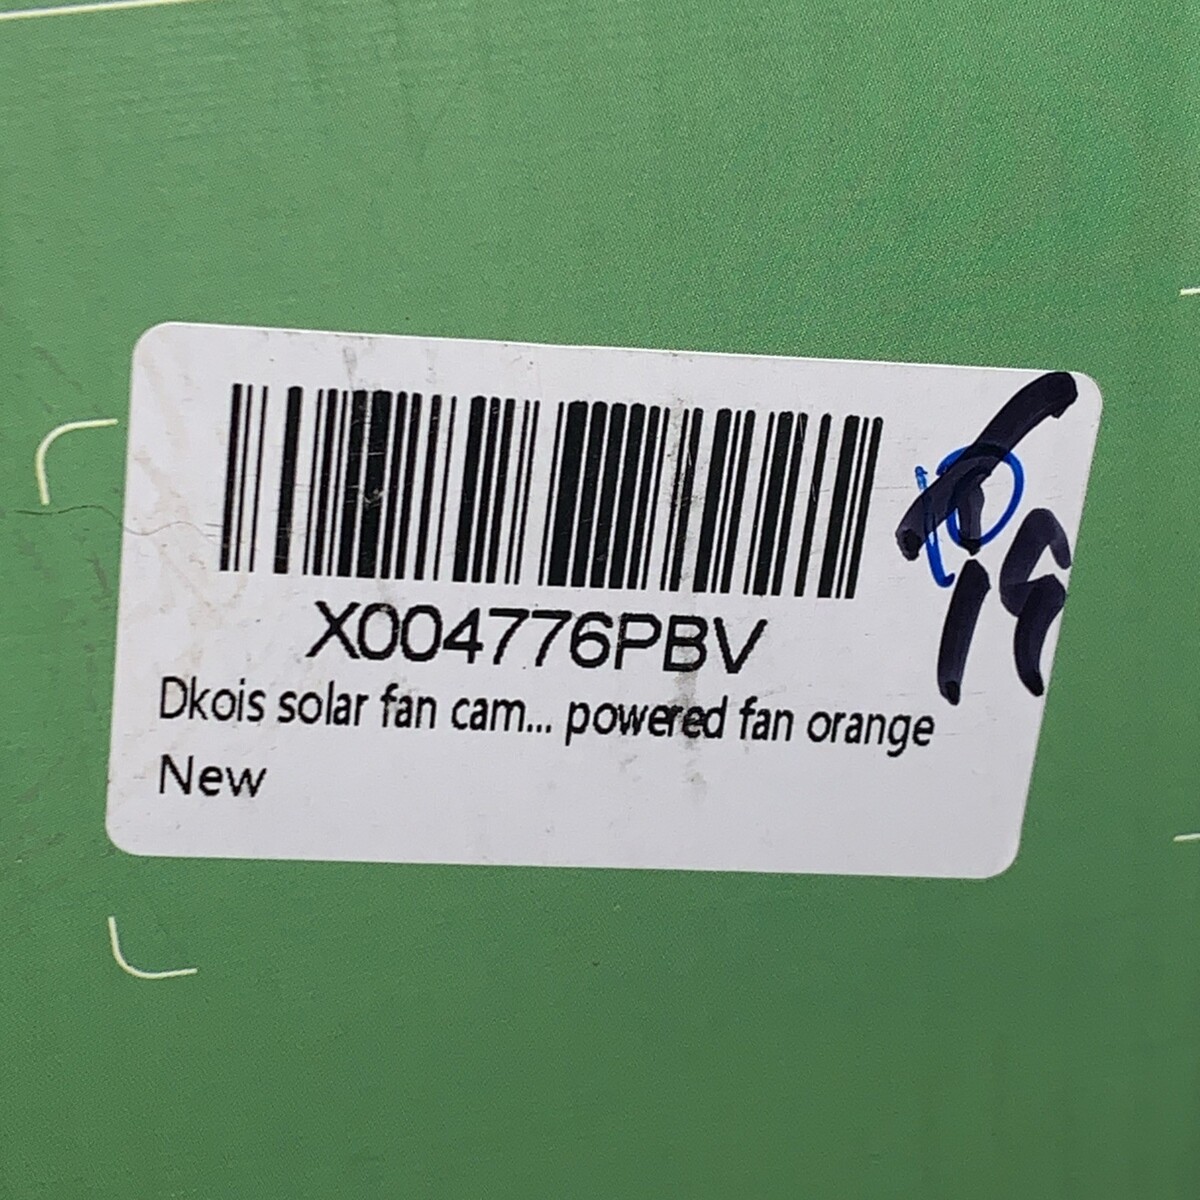 X004776PBV
Dkois solar fan cam... powered fan orange
New